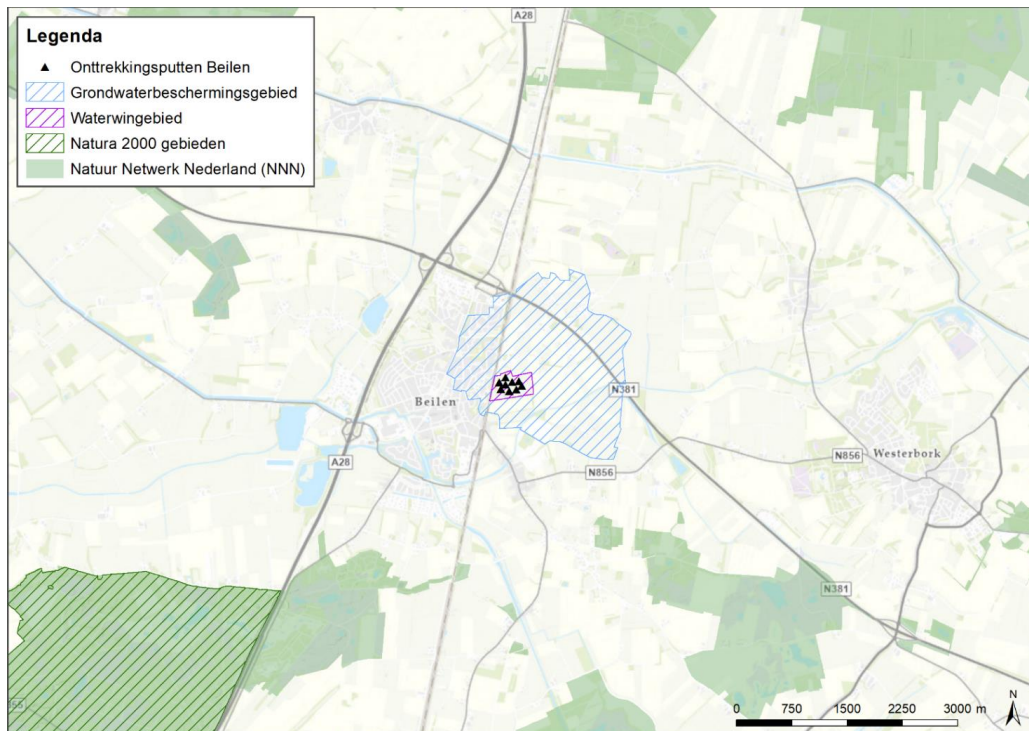 Legenda
Onttrekkingsputten Beilen
Grondwaterbeschermingsgebied
Waterwingebied
Natura 2000 gebieden
Natuur Netwerk Nederland (NNN)
A28
N381
Beilen
Westerbork
N856
A28
N856
N381
N
0 750 1500 2250 3000 m